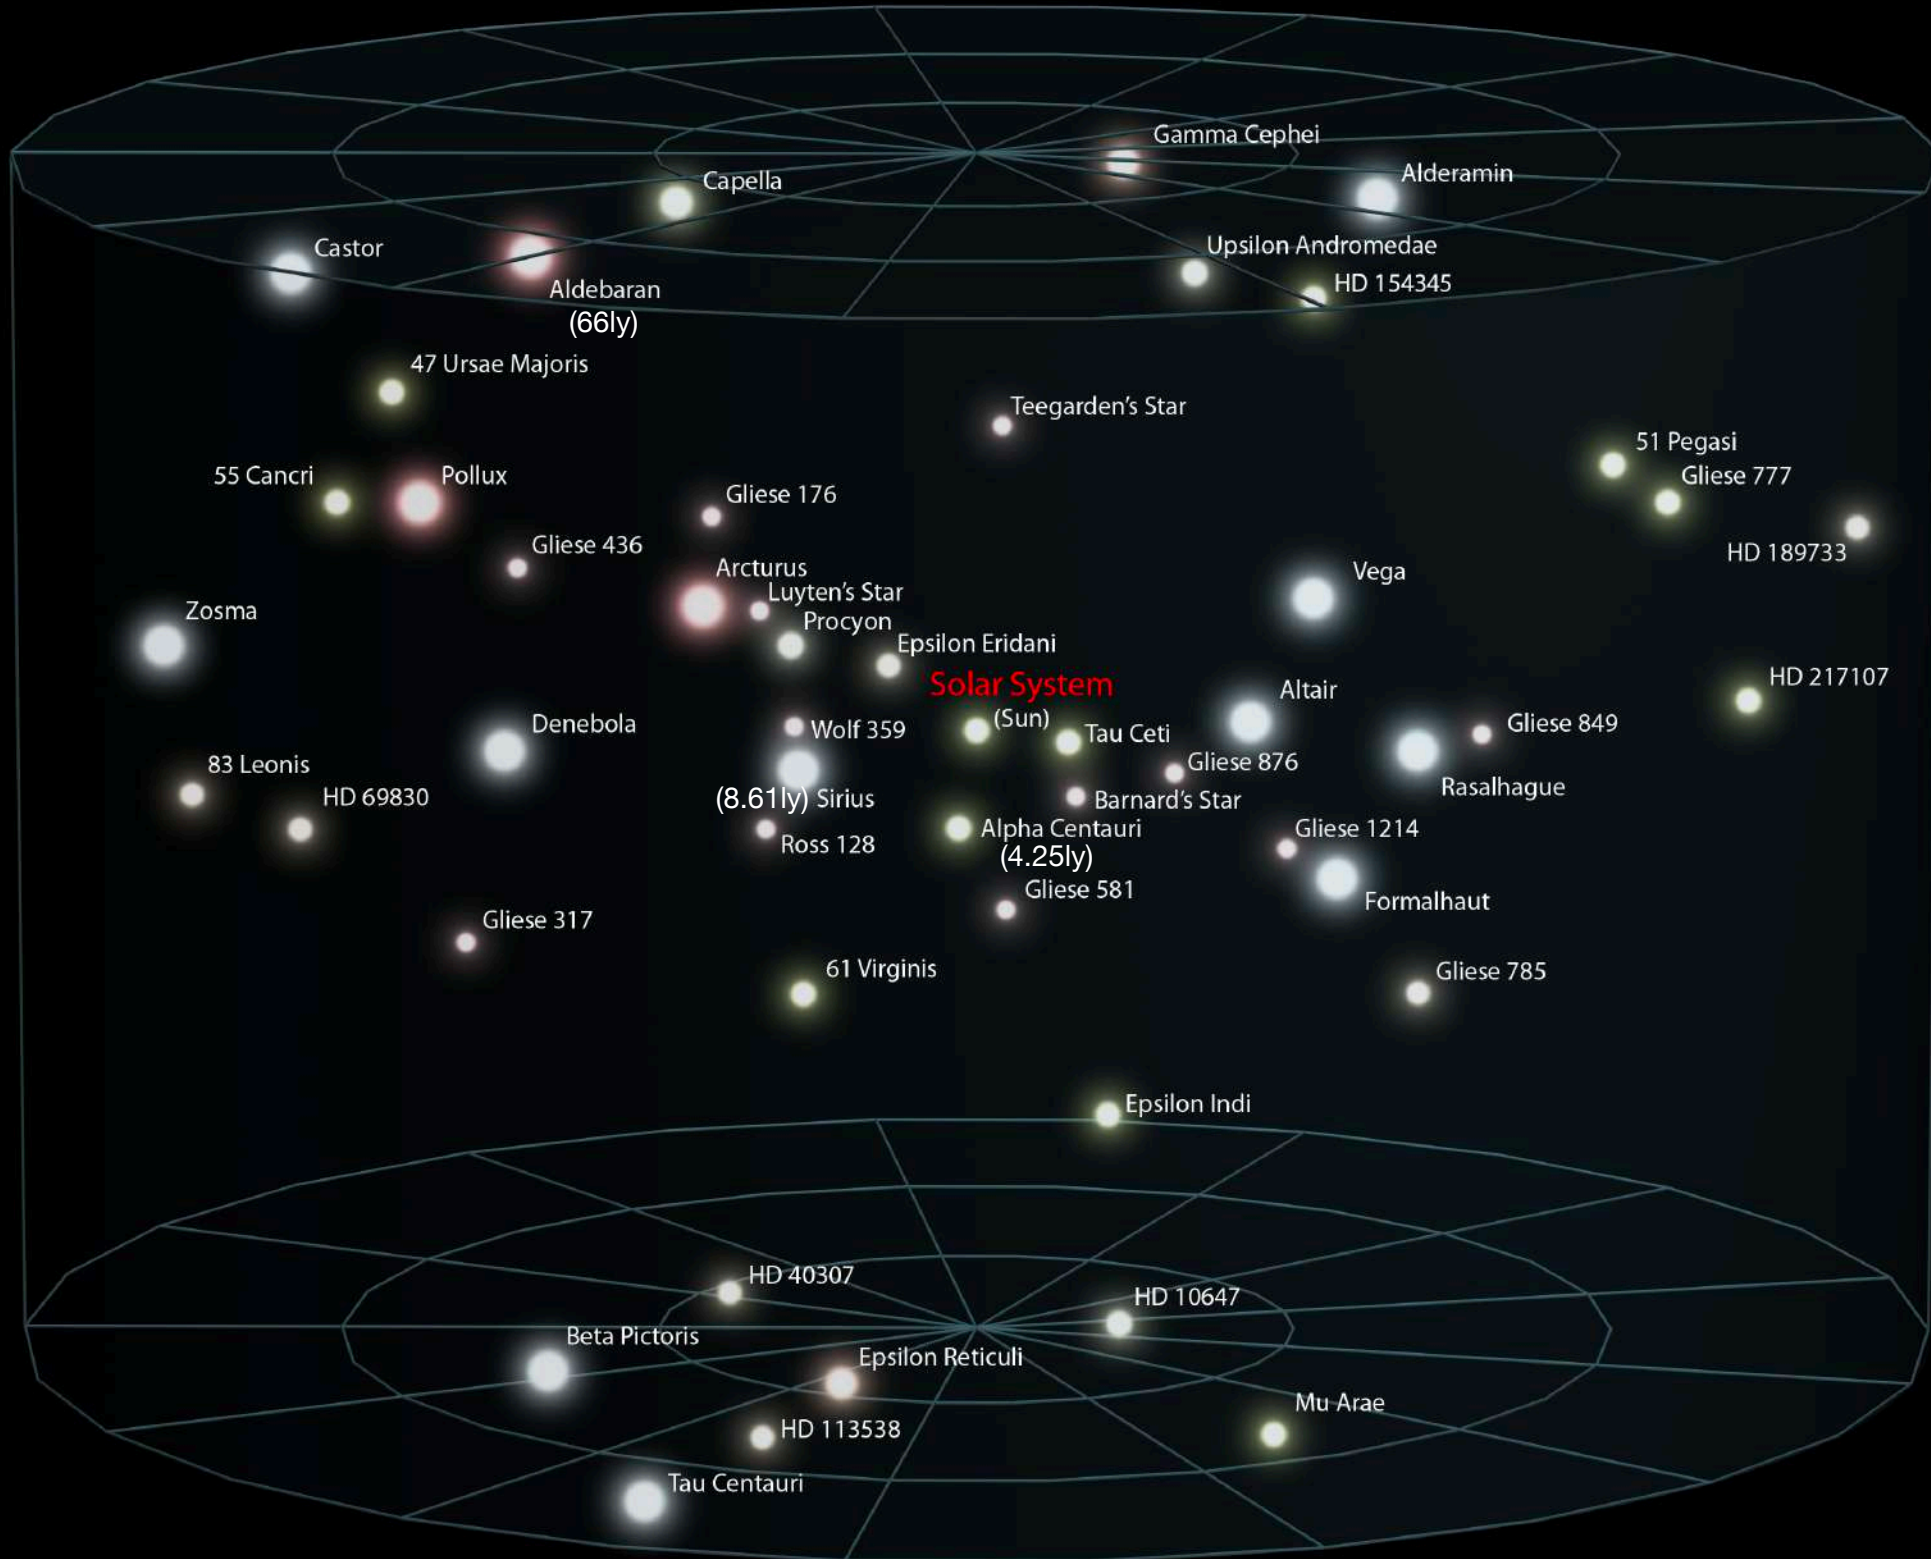 Gamma Cephei
Alderamin
Capella
Castor
Upsilon Andromedae
HD 154345
Aldebaran
(66ly)
47 Ursae Majoris
Teegarden's Star
51 Pegasi
55 Cancri
Pollux
Gliese 777
Gliese 176
Gliese 436
HD 189733
Arcturus
Vega
Luyten's Star
Zosma
Procyon
Epsilon Eridani
Solar System
(Sun)
HD 217107
Altair
Denebola
Wolf 359
Tau Ceti
Gliese 849
83 Leonis
Gliese 876
Rasalhague
HD 69830
(8.61ly) Sirius
Barnard's Star
Alpha Centauri
(4.25ly)
Gliese 1214
Ross 128
Gliese 581
Formalhaut
Gliese 317
61 Virginis
Gliese 785
Epsilon Indi
HD 40307
HD 10647
Beta Pictoris
Epsilon Reticuli
Mu Arae
HD 113538
Tau Centauri